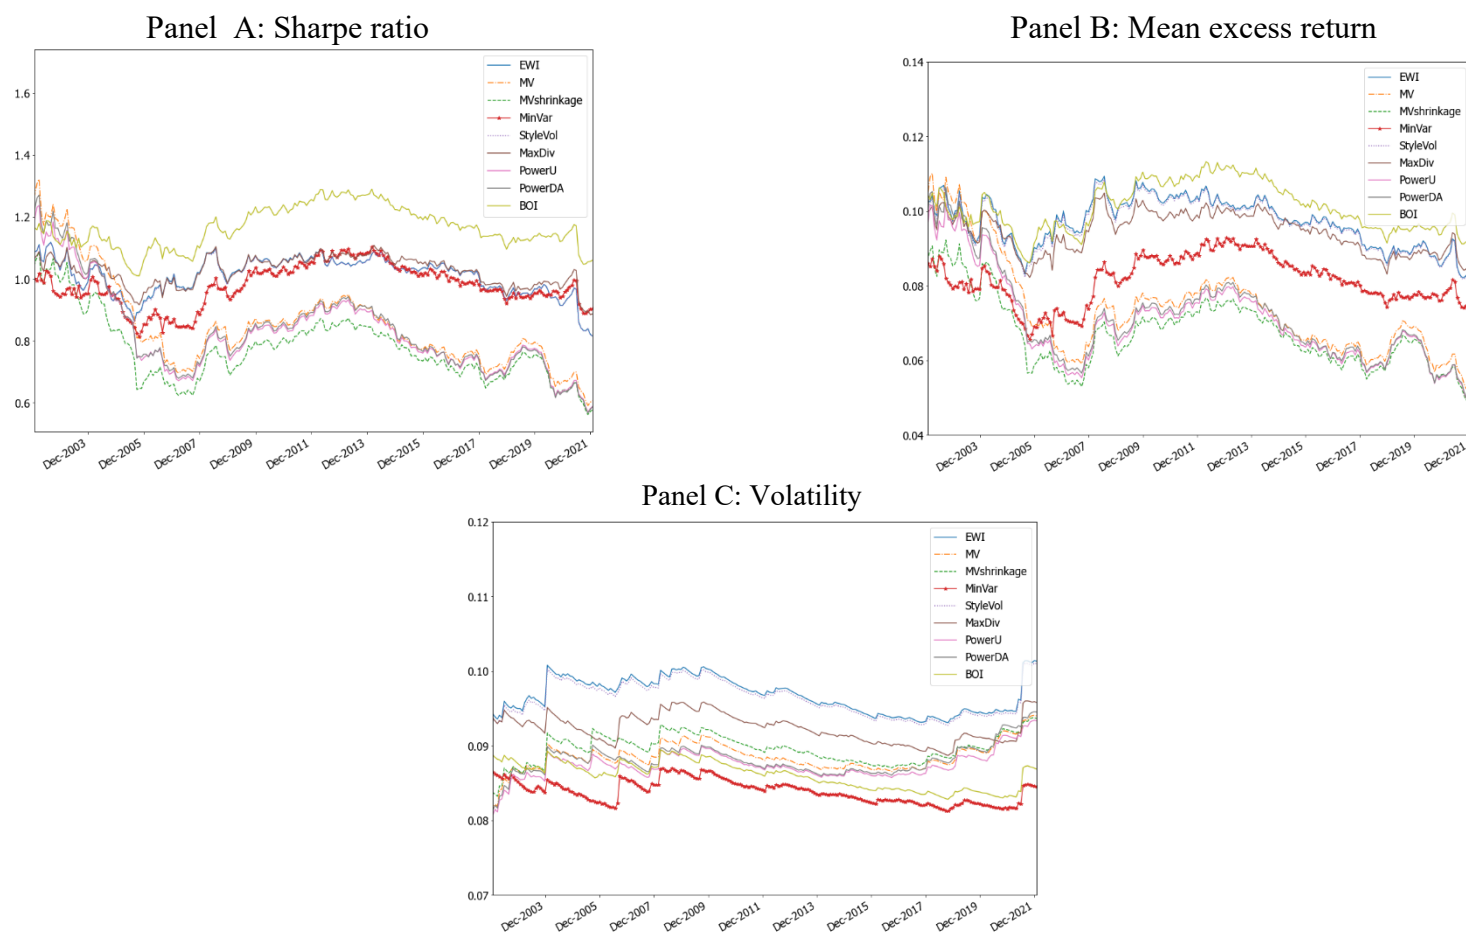 Panel A: Sharpe ratio
1.6
1.4
1.2
1.0
0.8
0.6
EWI
MV
MVshrinkage
MinVar
StyleVol
MaxDiv
PowerU
PowerDA
BOI
Dec-2003
Dec-2005
Dec-2007
Dec-2009
Dec-2011
Dec-2013
Dec-2015
Dec-2017
Dec-2019
Dec-2021
Panel B: Mean excess return
0.14
0.12
0.10
0.08
0.06
0.04
EWI
MV
MVshrinkage
MinVar
StyleVol
MaxDiv
PowerU
PowerDA
BOI
Dec-2003
Dec-2005
Dec-2007
Dec-2009
Dec-2011
Dec-2013
Dec-2015
Dec-2017
Dec-2019
Dec-2021
Panel C: Volatility
0.12
0.11
0.10
0.09
0.08
0.07
EWI
MV
MVshrinkage
MinVar
StyleVol
MaxDiv
PowerU
PowerDA
BOI
Dec-2003
Dec-2005
Dec-2007
Dec-2009
Dec-2011
Dec-2013
Dec-2015
Dec-2017
Dec-2019
Dec-2021